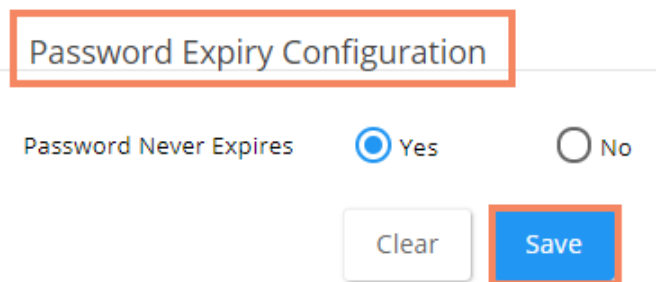 Password Expiry Configuration
Password Never Expires Yes No
Clear Save